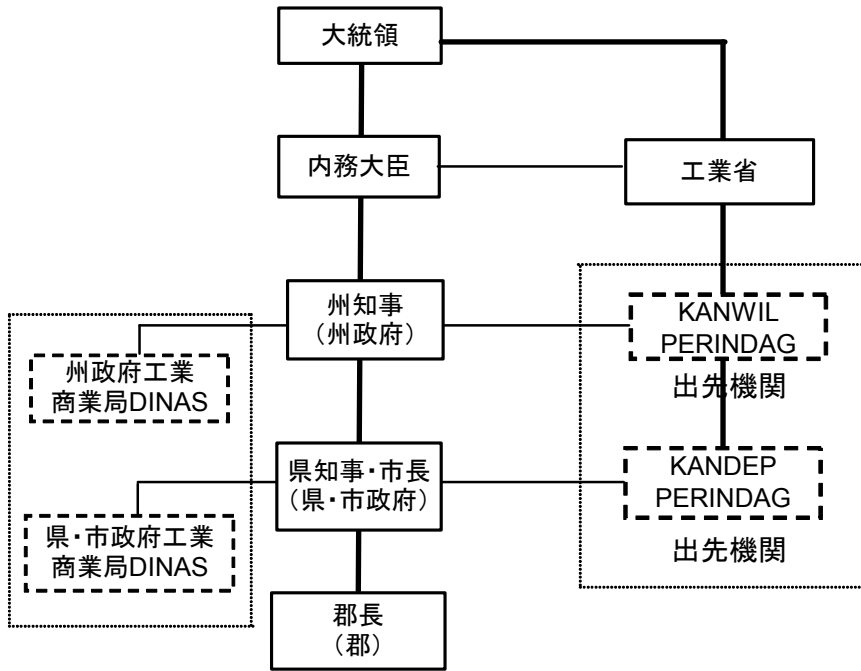 大統領
内務大臣
工業省
州知事
（州政府）
KANWIL
PERINDAG
出先機関
州政府工業
商業局DINAS
県知事・市長
（県・市政府）
KANDEP
PERINDAG
出先機関
県・市政府工業
商業局DINAS
郡長
（郡）